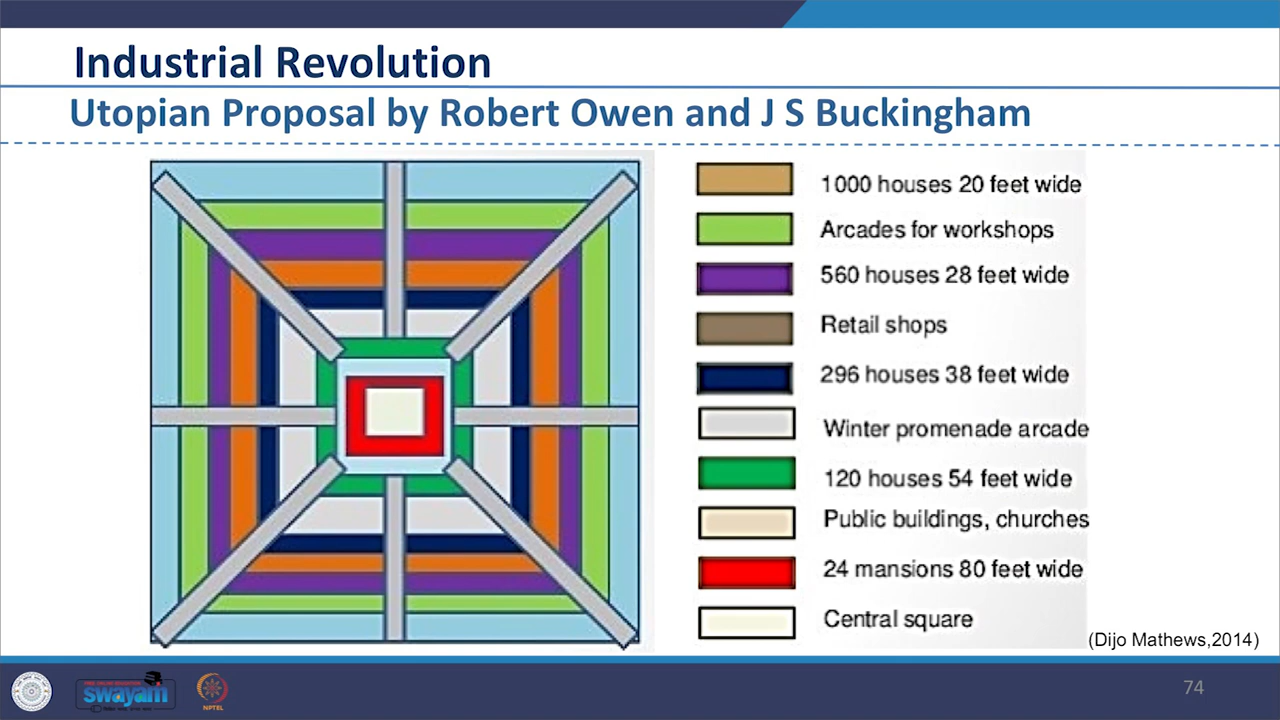 Industrial Revolution
Utopian Proposal by Robert Owen and J S Buckingham
1000 houses 20 feet wide
Arcades for workshops
560 houses 28 feet wide
Retail shops
296 houses 38 feet wide
Winter promenade arcade
120 houses 54 feet wide
Public buildings, churches
24 mansions 80 feet wide
Central square
(Dijo Mathews,2014)
swayam
NPTEL
74